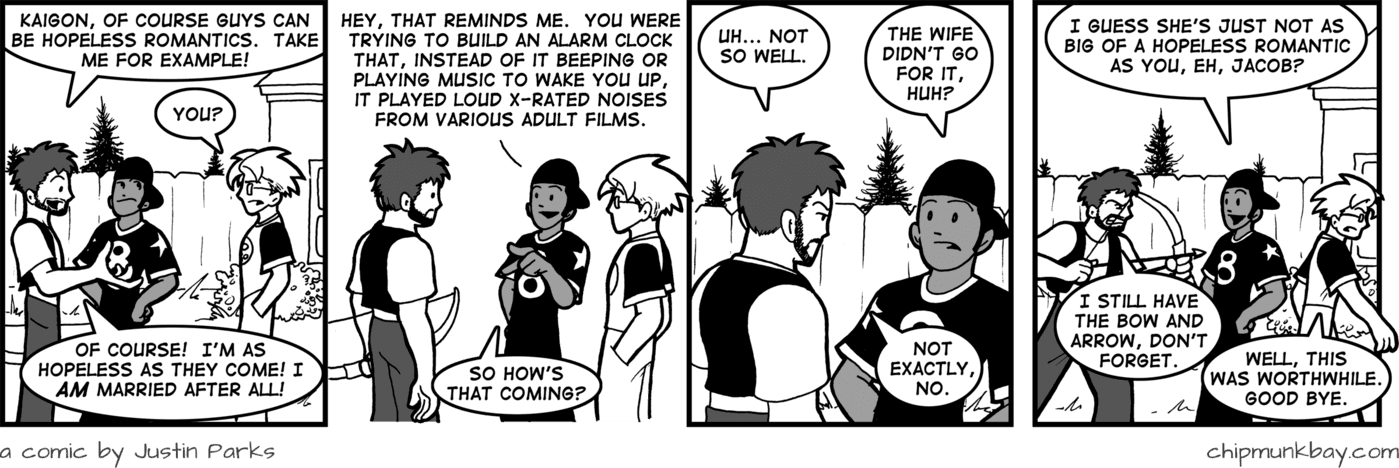 KAIGON, OF COURSE GUYS CAN
BE HOPELESS ROMANTICS. TAKE
ME FOR EXAMPLE!
YOU?
OF COURSE! I'M AS
HOPELESS AS THEY COME! I
AM MARRIED AFTER ALL!
HEY, THAT REMINDS ME. YOU WERE
TRYING TO BUILD AN ALARM CLOCK
THAT, INSTEAD OF IT BEEPING OR
PLAYING MUSIC TO WAKE YOU UP,
IT PLAYED LOUD X-RATED NOISES
FROM VARIOUS ADULT FILMS.
SO HOW'S
THAT COMING?
UH... NOT
SO WELL.
THE WIFE
DIDN'T GO
FOR IT,
HUH?
NOT
EXACTLY,
NO.
I GUESS SHE'S JUST NOT AS
BIG OF A HOPELESS ROMANTIC
AS YOU, EH, JACOB?
I STILL HAVE
THE BOW AND
ARROW, DON'T
FORGET.
WELL, THIS
WAS WORTHWHILE.
GOOD BYE.
8
8
a comic by Justin Parks
chipmunkbay.com